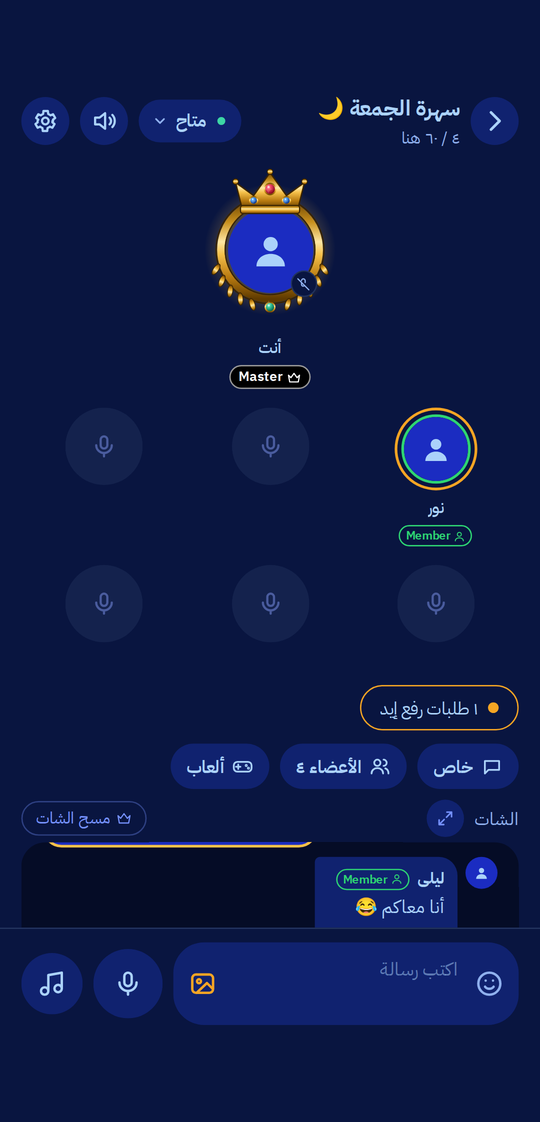 سهرة الجمعة 🌙
٤ / ٦٠ هنا
متاح
أنت
Master
نور
Member
١ طلبات رفع إيد
خاص
الأعضاء ٤
ألعاب
الشات
مسح الشات
ليلى Member
أنا معاكم 😂
اكتب رسالة